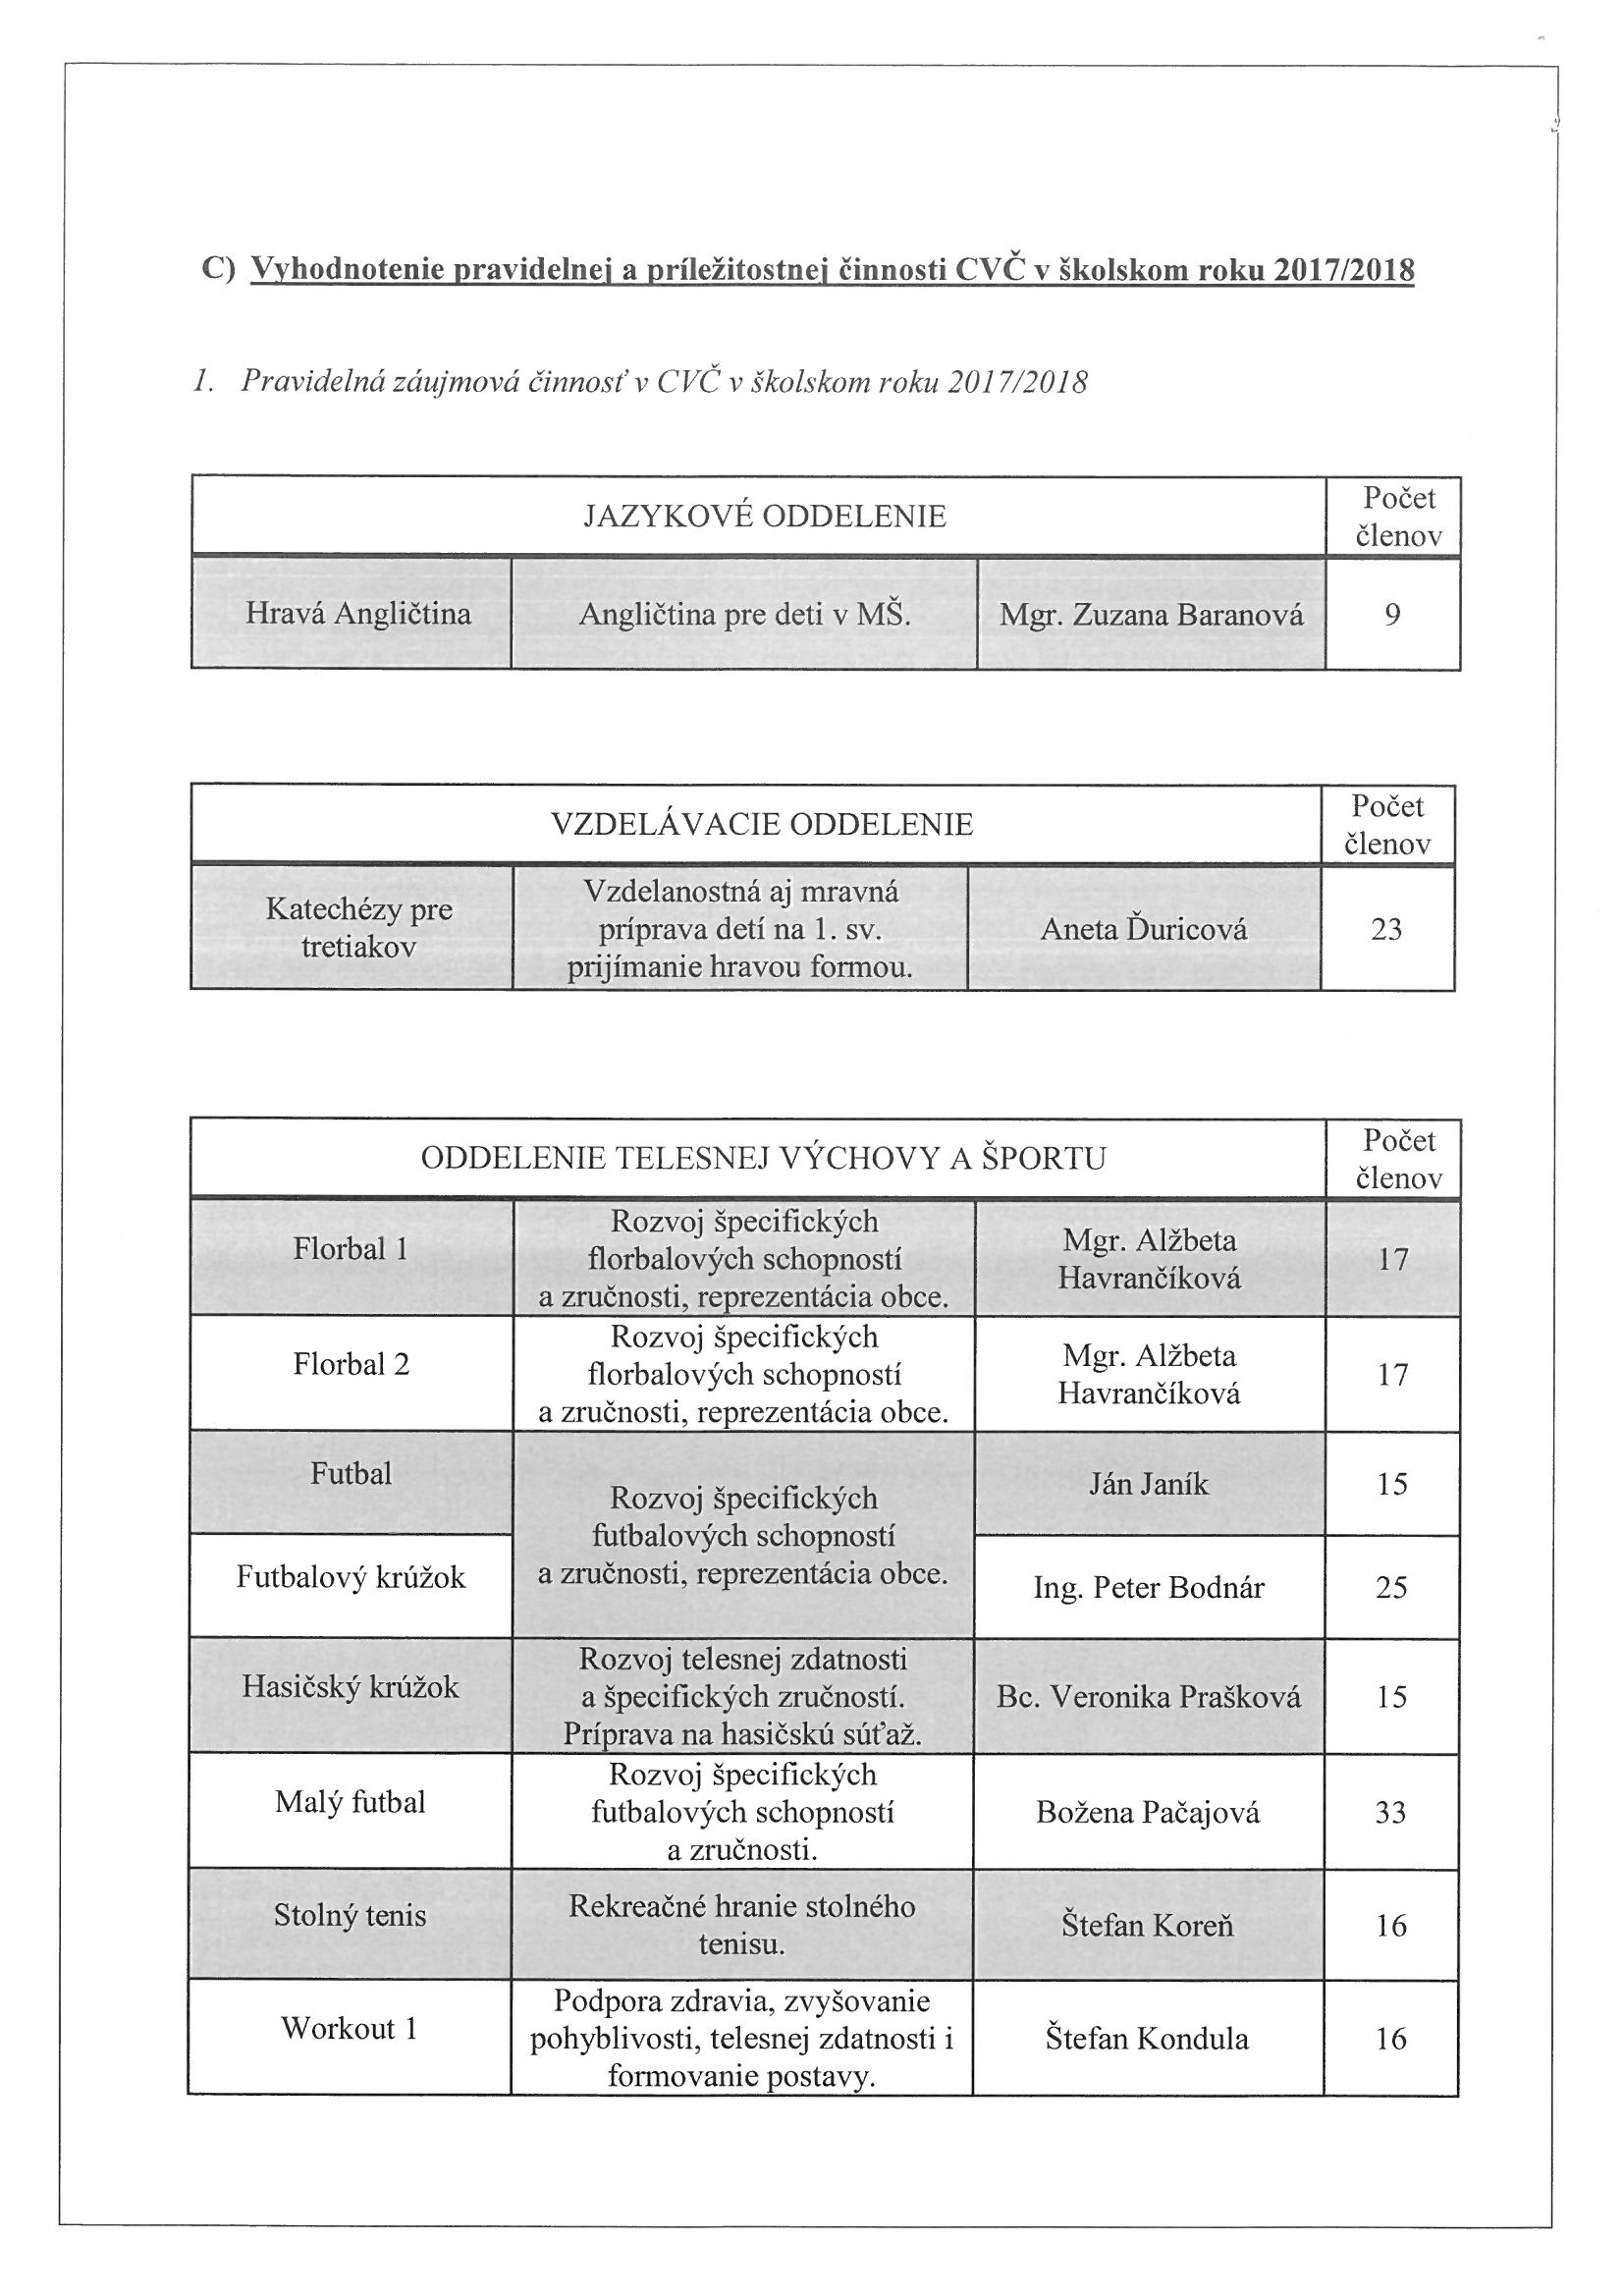 C) Vyhodnotenie pravidelnej a príležitostnej činnosti CVČ v školskom roku 2017/2018
1. Pravidelná záujmová činnosť v CVČ v školskom roku 2017/2018
JAZYKOVÉ ODDELENIE
Počet
členov
Hravá Angličtina
Angličtina pre deti v MŠ.
Mgr. Zuzana Baranová
9
VZDELÁVACIE ODDELENIE
Počet
členov
Katechézy pre
tretiakov
Vzdelanostná aj mravná
príprava detí na 1. sv.
prijímanie hravou formou.
Aneta Ďuricová
23
ODDELENIE TELESNEJ VÝCHOVY A ŠPORTU
Počet
členov
Florbal 1
Rozvoj špecifických
florbalových schopností
a zručnosti, reprezentácia obce.
Mgr. Alžbeta
Havrančíková
17
Florbal 2
Rozvoj špecifických
florbalových schopností
a zručnosti, reprezentácia obce.
Mgr. Alžbeta
Havrančíková
17
Futbal
Rozvoj špecifických
futbalových schopností
a zručnosti, reprezentácia obce.
Ján Janík
15
Futbalový krúžok
Ing. Peter Bodnár
25
Hasičský krúžok
Rozvoj telesnej zdatnosti
a špecifických zručností.
Príprava na hasičskú súťaž.
Bc. Veronika Prašková
15
Malý futbal
Rozvoj špecifických
futbalových schopností
a zručnosti.
Božena Pačajová
33
Stolný tenis
Rekreačné hranie stolného
tenisu.
Štefan Koreň
16
Workout 1
Podpora zdravia, zvyšovanie
pohyblivosti, telesnej zdatnosti i
formovanie postavy.
Štefan Kondula
16